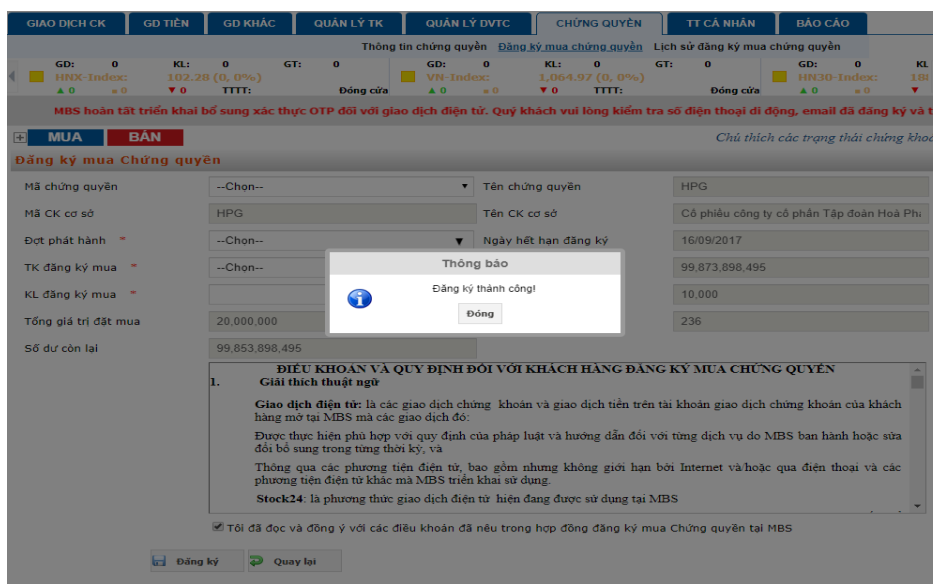 GIAO DỊCH CK GD TIỀN GD KHÁC QUẢN LÝ TK QUẢN LÝ DVTC CHỨNG QUYỀN TT CÁ NHÂN BÁO CÁO
Thông tin chứng quyền Đăng ký mua chứng quyền Lịch sử đăng ký mua chứng quyền
GD: 0 KL: 0 GT: 0 GD: 0 KL: 0 GT: 0 GD: 0 KL
HNX-Index: 102.28 (0, 0%) VN-Index: 1,064.97 (0, 0%) HN30-Index: 18
▲ 0 ■ 0 ▼ 0 TTTT: Đóng cửa ▲ 0 ■ 0 ▼ 0 TTTT: Đóng cửa ▲ 0 ■ 0 ▼
MBS hoàn tất triển khai bổ sung xác thực OTP đối với giao dịch điện tử. Quý khách vui lòng kiểm tra số điện thoại di động, email đã đăng ký và t
MUA BÁN Chú thích các trạng thái chứng khoá
Đăng ký mua Chứng quyền
Mã chứng quyền --Chọn-- Tên chứng quyền HPG
Mã CK cơ sở HPG Tên CK cơ sở Cổ phiếu công ty cổ phần Tập đoàn Hoà Phá
Đợt phát hành * --Chọn-- Ngày hết hạn đăng ký 16/09/2017
TK đăng ký mua * --Chọn-- 99,873,898,495
KL đăng ký mua * 10,000
Tổng giá trị đặt mua 20,000,000 236
Số dư còn lại 99,853,898,495
Thông báo
Đăng ký thành công!
Đóng
ĐIỀU KHOẢN VÀ QUY ĐỊNH ĐỐI VỚI KHÁCH HÀNG ĐĂNG KÝ MUA CHỨNG QUYỀN
1. Giải thích thuật ngữ
Giao dịch điện tử: là các giao dịch chứng khoán và giao dịch tiền trên tài khoản giao dịch chứng khoán của khách
hàng mở tại MBS mà các giao dịch đó:
Được thực hiện phù hợp với quy định của pháp luật và hướng dẫn đối với từng dịch vụ do MBS ban hành hoặc sửa
đổi bổ sung trong từng thời kỳ, và
Thông qua các phương tiện điện tử, bao gồm nhưng không giới hạn bởi Internet và/hoặc qua điện thoại và các
phương tiện điện tử khác mà MBS triển khai sử dụng.
Stock24: là phương thức giao dịch điện tử hiện đang được sử dụng tại MBS
Tôi đã đọc và đồng ý với các điều khoản đã nêu trong hợp đồng đăng ký mua Chứng quyền tại MBS
Đăng ký Quay lại